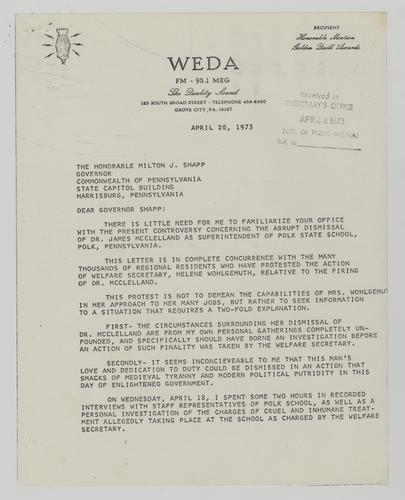 RECIPIENT
Honorable Mention
Golden Quill Awards
WEDA
FM - 95.1 MEG
The Quality Sound
125 SOUTH BROAD STREET - TELEPHONE 458-6500
GROVE CITY, PA. 16127
Received in
SECRETARY'S OFFICE
APR 23 1973
DEPT. OF PUBLIC WELFARE
Ref. to
APRIL 20, 1973
THE HONORABLE MILTON J. SHAPP
GOVERNOR
COMMONWEALTH OF PENNSYLVANIA
STATE CAPITOL BUILDING
HARRISBURG, PENNSYLVANIA
DEAR GOVERNOR SHAPP:
THERE IS LITTLE NEED FOR ME TO FAMILIARIZE YOUR OFFICE
WITH THE PRESENT CONTROVERSY CONCERNING THE ABRUPT DISMISSAL
OF DR. JAMES MCCLELLAND AS SUPERINTENDENT OF POLK STATE SCHOOL,
POLK, PENNSYLVANIA.
THIS LETTER IS IN COMPLETE CONCURRENCE WITH THE MANY
THOUSANDS OF REGIONAL RESIDENTS WHO HAVE PROTESTED THE ACTION
OF WELFARE SECRETARY, HELENE WOHLGEMUTH, RELATIVE TO THE FIRING
OF DR. MCCLELLAND.
THIS PROTEST IS NOT TO DEMEAN THE CAPABILITIES OF MRS. WOHLGEMUT
IN HER APPROACH TO HER MANY JOBS, BUT RATHER TO SEEK INFORMATION
TO A SITUATION THAT REQUIRES A TWO-FOLD EXPLANATION.
FIRST- THE CIRCUMSTANCES SURROUNDING HER DISMISSAL OF
DR. MCCLELLAND ARE FROM MY OWN PERSONAL GATHERINGS COMPLETELY UN-
FOUNDED, AND SPECIFICALLY SHOULD HAVE BORNE AN INVESTIGATION BEFORE
AN ACTION OF SUCH FINALITY WAS TAKEN BY THE WELFARE SECRETARY.
SECONDLY- IT SEEMS INCONCIEVEABLE TO ME THAT THIS MAN'S
LOVE AND DEDICATION TO DUTY COULD BE DISMISSED IN AN ACTION THAT
SMACKS OF MEDIEVAL TYRANNY AND MODERN POLITICAL PUTRIDITY IN THIS
DAY OF ENLIGHTENED GOVERNMENT.
ON WEDNESDAY, APRIL 18, I SPENT SOME TWO HOURS IN RECORDED
INTERVIEWS WITH STAFF REPRESENTATIVES OF POLK SCHOOL, AS WELL AS A
PERSONAL INVESTIGATION OF THE CHARGES OF CRUEL AND INHUMANE TREAT-
MENT ALLEGEDLY TAKING PLACE AT THE SCHOOL AS CHARGED BY THE WELFARE
SECRETARY.